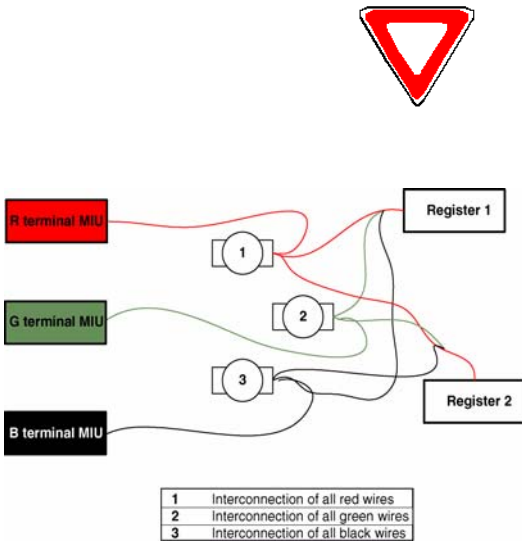 R terminal MIU
Register 1
1
G terminal MIU
2
3
Register 2
B terminal MIU
1 Interconnection of all red wires
2 Interconnection of all green wires
3 Interconnection of all black wires